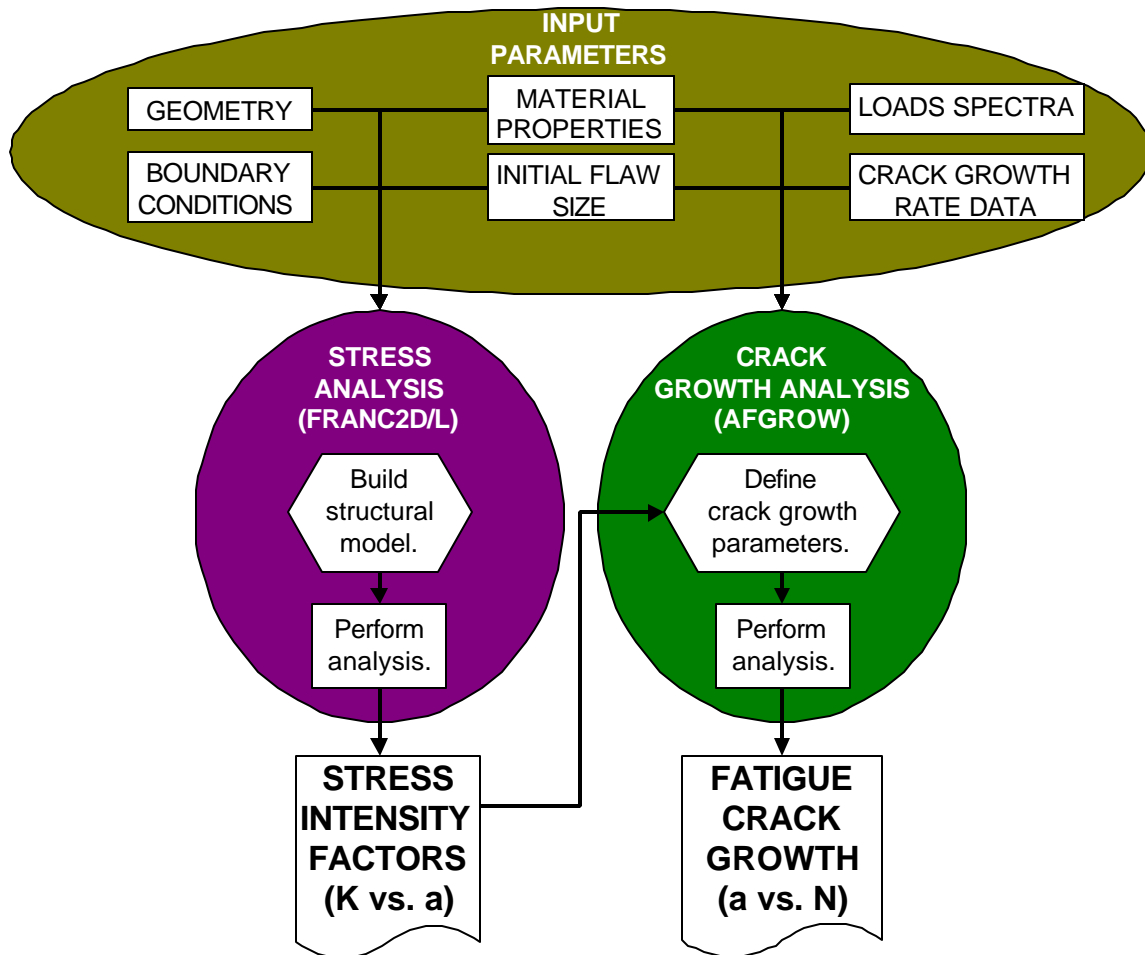 INPUT
PARAMETERS
GEOMETRY
MATERIAL
PROPERTIES
LOADS SPECTRA
BOUNDARY
CONDITIONS
INITIAL FLAW
SIZE
CRACK GROWTH
RATE DATA
STRESS
ANALYSIS
(FRANC2D/L)
Build
structural
model.
Perform
analysis.
STRESS
INTENSITY
FACTORS
(K vs. a)
CRACK
GROWTH ANALYSIS
(AFGROW)
Define
crack growth
parameters.
Perform
analysis.
FATIGUE
CRACK
GROWTH
(a vs. N)